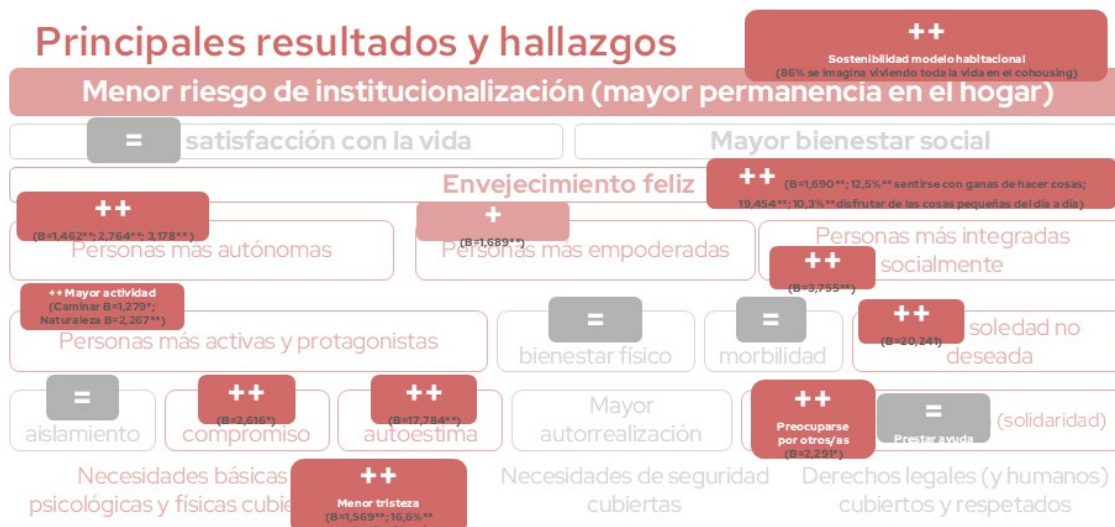 Principales resultados y hallazgos
++
Sostenibilidad modelo habitacional
(86% se imagina viviendo toda la vida en el cohousing)
Menor riesgo de institucionalización (mayor permanencia en el hogar)
=
satisfacción con la vida
Mayor bienestar social
Envejecimiento feliz
++ (B=1,690**; 12,5%** sentirse con ganas de hacer cosas;
19,454**; 10,3%** disfrutar de las cosas pequeñas del día a día)
++
(B=1,462**; 2,764**; 3,178**)
Personas más autónomas
+
(B=1,689**)
Personas más empoderadas
Personas más integradas
socialmente
++
(B=3,755**)
++ Mayor actividad
(Caminar B=1,279*;
Naturaleza B=2,267**)
Personas más activas y protagonistas
=
bienestar físico
=
morbilidad
++
(B=20,241)
soledad no
deseada
=
aislamiento
++
(B=2,616*)
compromiso
++
(B=17,784**)
autoestima
Mayor
autorrealización
++
Preocuparse
por otros/as
(B=2,291*)
=
Prestar ayuda
(solidaridad)
Necesidades básicas
psicológicas y físicas
++
Menor tristeza
(B=1,569**; 16,6%**
Necesidades de seguridad
cubiertas
Derechos legales (y humanos)
cubiertos y respetados